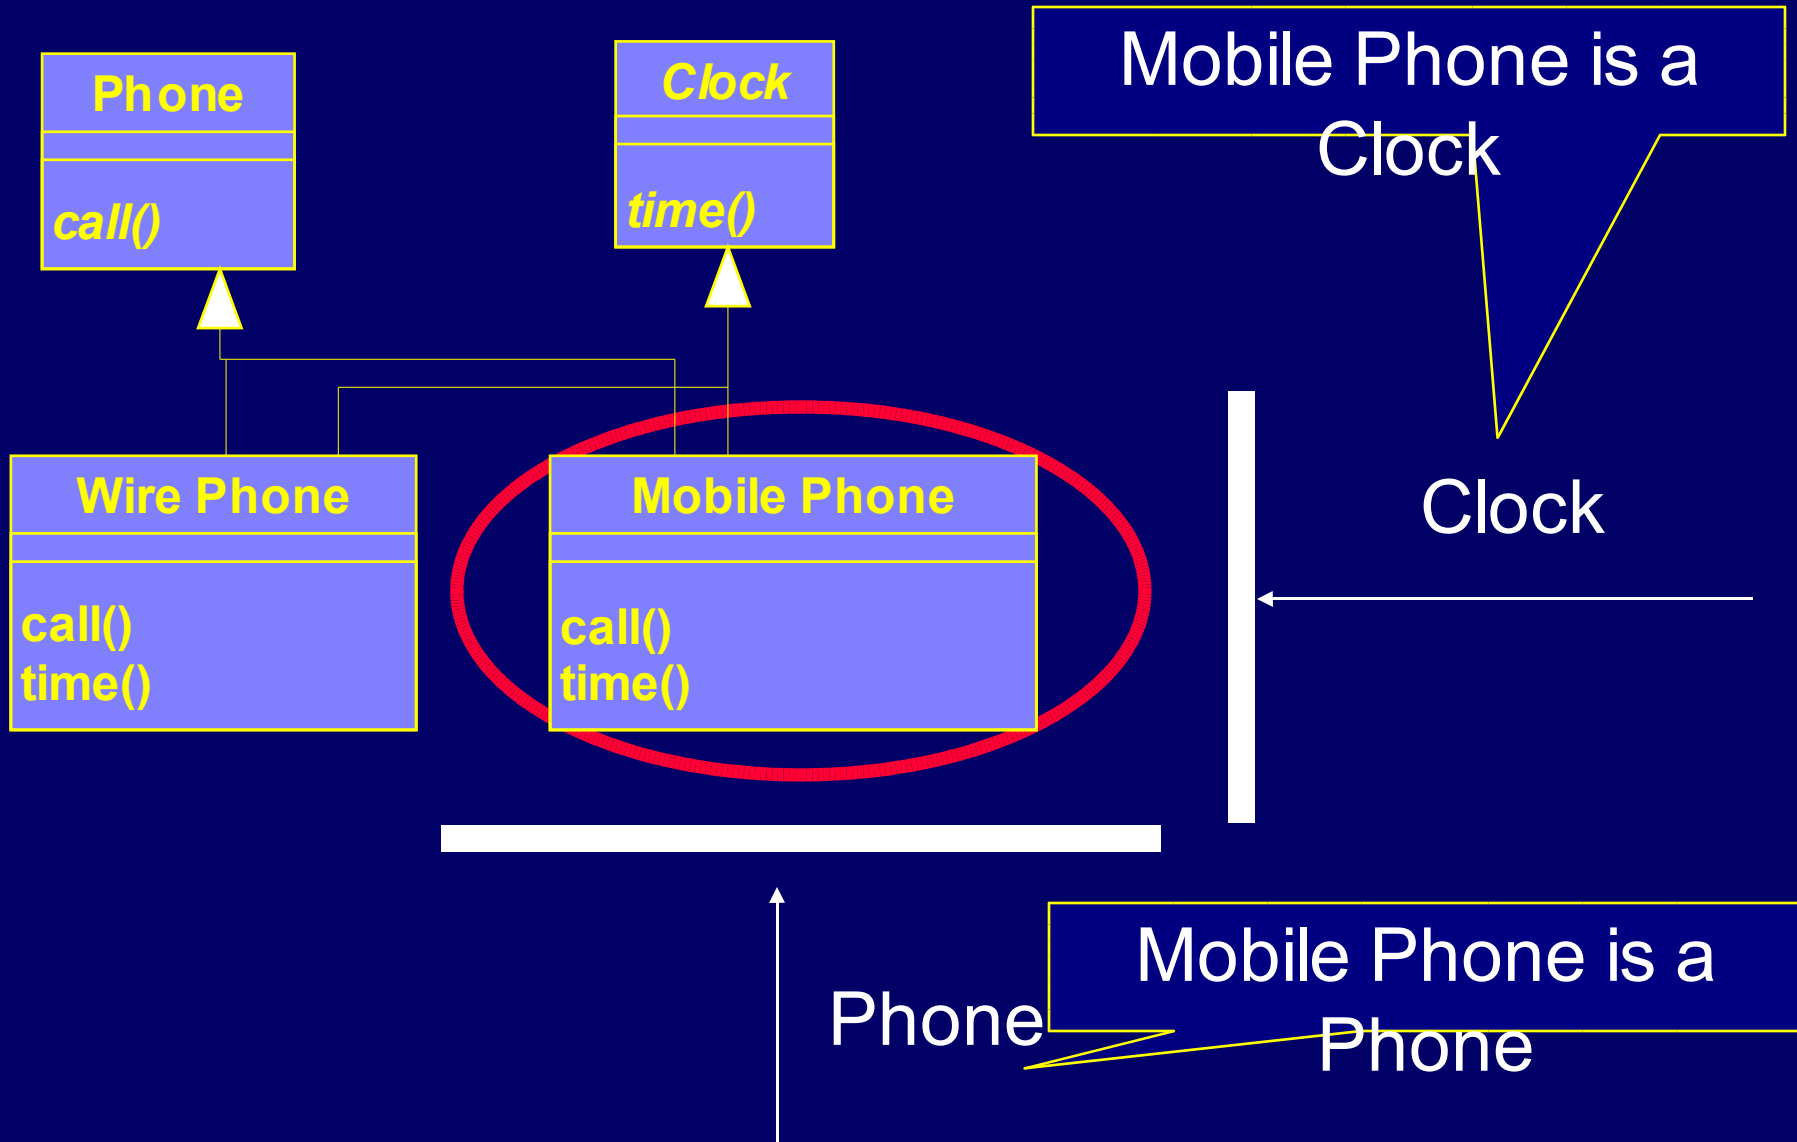 Phone
call()
Clock
time()
Mobile Phone is a
Clock
Wire Phone
call()
time()
Mobile Phone
call()
time()
Clock
Phone
Mobile Phone is a
Phone